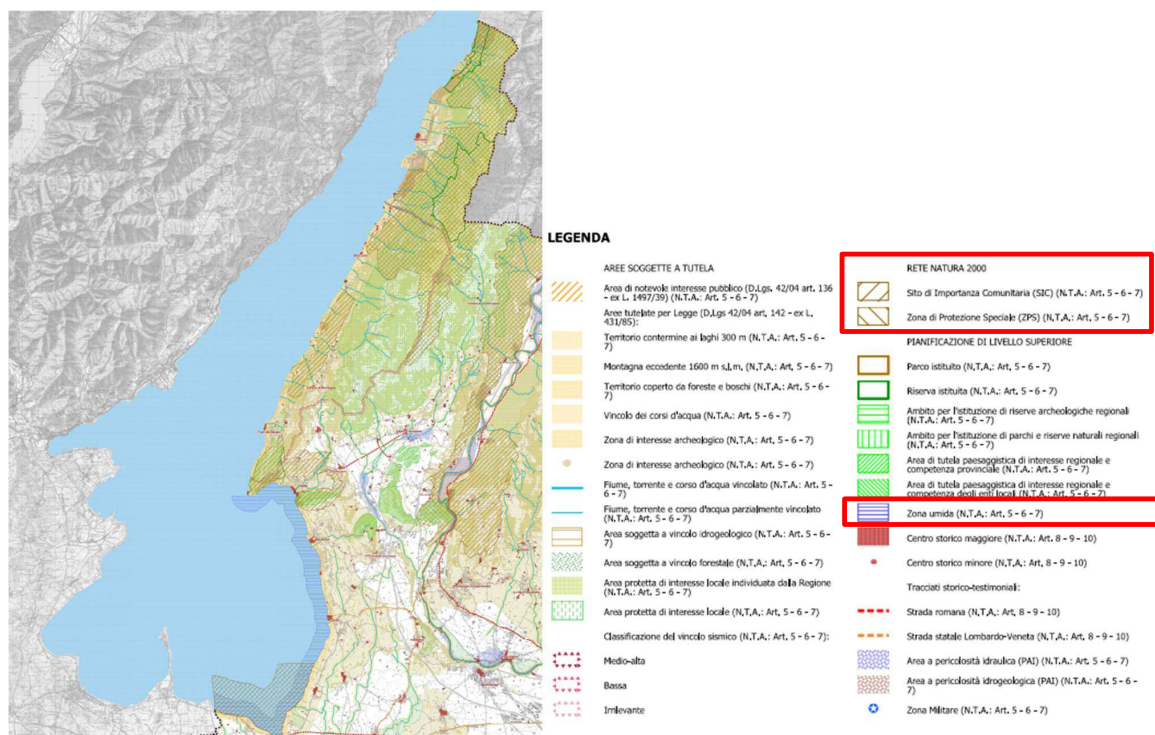 LEGENDA
AREE SOGGETTE A TUTELA
Area di notevole interesse pubblico (D.Lgs. 42/04 art. 136
- ex L. 1497/39) (N.T.A.: Art. 5 - 6 - 7)
Aree tutelate per Legge (D.Lgs 42/04 art. 142 - ex L.
431/85):
Territorio contermine ai laghi 300 m (N.T.A.: Art. 5 - 6 -
7)
Montagna eccedente 1600 m s.l.m. (N.T.A.: Art. 5 - 6 - 7)
Territorio coperto da foreste e boschi (N.T.A.: Art. 5 - 6 -
7)
Vincolo dei corsi d'acqua (N.T.A.: Art. 5 - 6 - 7)
Zona di interesse archeologico (N.T.A.: Art. 5 - 6 - 7)
Zona di interesse archeologico (N.T.A.: Art. 5 - 6 - 7)
Fiume, torrente e corso d'acqua vincolato (N.T.A.: Art. 5 -
6 - 7)
Fiume, torrente e corso d'acqua parzialmente vincolato
(N.T.A.: Art. 5 - 6 - 7)
Area soggetta a vincolo idrogeologico (N.T.A.: Art. 5 - 6 -
7)
Area soggetta a vincolo forestale (N.T.A.: Art. 5 - 6 - 7)
Area protetta di interesse locale individuata dalla Regione
(N.T.A.: Art. 5 - 6 - 7)
Area protetta di interesse locale (N.T.A.: Art. 5 - 6 - 7)
Classificazione del vincolo sismico (N.T.A.: Art. 5 - 6 - 7):
Medio-alta
Bassa
Irrilevante
RETE NATURA 2000
Sito di Importanza Comunitaria (SIC) (N.T.A.: Art. 5 - 6 - 7)
Zona di Protezione Speciale (ZPS) (N.T.A.: Art. 5 - 6 - 7)
PIANIFICAZIONE DI LIVELLO SUPERIORE
Parco istituito (N.T.A.: Art. 5 - 6 - 7)
Riserva istituita (N.T.A.: Art. 5 - 6 - 7)
Ambito per l'istituzione di riserve archeologiche regionali
(N.T.A.: Art. 5 - 6 - 7)
Ambito per l'istituzione di parchi e riserve naturali regionali
(N.T.A.: Art. 5 - 6 - 7)
Area di tutela paesaggistica di interesse regionale e
competenza provinciale (N.T.A.: Art. 5 - 6 - 7)
Area di tutela paesaggistica di interesse regionale e
competenza degli enti locali (N.T.A.: Art. 5 - 6 - 7)
Zona umida (N.T.A.: Art. 5 - 6 - 7)
Centro storico maggiore (N.T.A.: Art. 8 - 9 - 10)
Centro storico minore (N.T.A.: Art. 8 - 9 - 10)
Tracciati storico-testimoniali:
Strada romana (N.T.A.: Art. 8 - 9 - 10)
Strada statale Lombardo-Veneta (N.T.A.: Art. 8 - 9 - 10)
Area a pericolosità idraulica (PAI) (N.T.A.: Art. 5 - 6 - 7)
Area a pericolosità idrogeologica (PAI) (N.T.A.: Art. 5 - 6 -
7)
Zona Militare (N.T.A.: Art. 5 - 6 - 7)